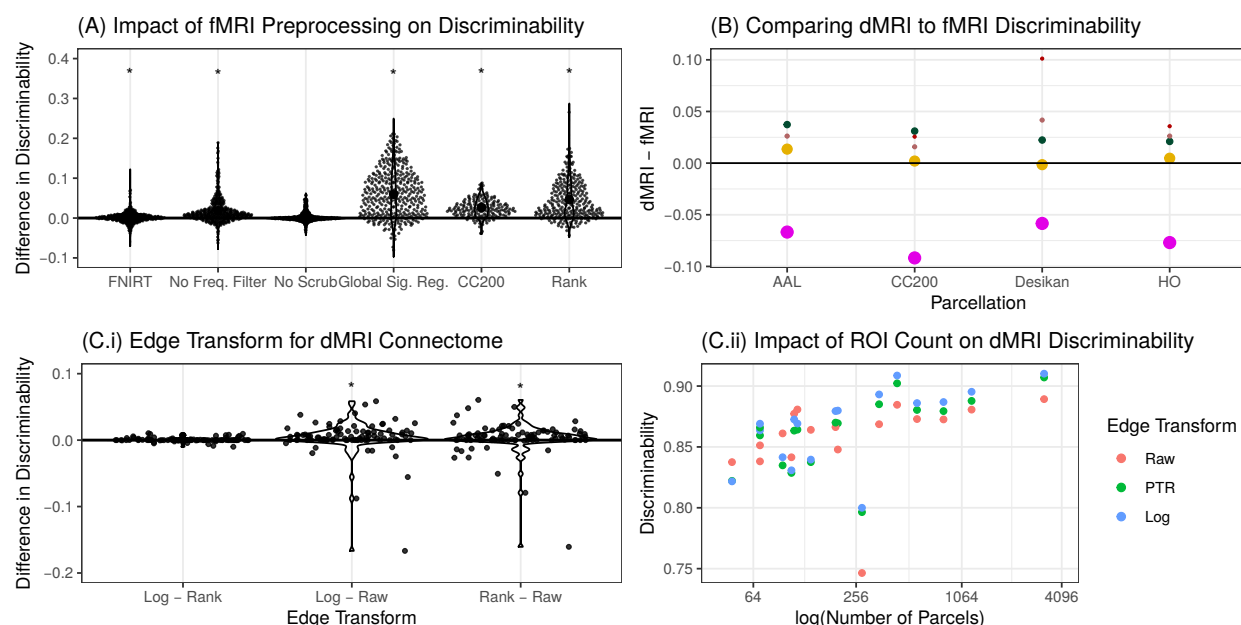 (A) Impact of fMRI Preprocessing on Discriminability
Difference in Discriminability
0.4
0.3
0.2
0.1
0.0
−0.1
* * * * *
FNIRT No Freq. Filter No Scrub Global Sig. Reg. CC200 Rank
(B) Comparing dMRI to fMRI Discriminability
dMRI − fMRI
0.10
0.05
0.00
−0.05
−0.10
AAL CC200 Desikan HO
Parcellation
(C.i) Edge Transform for dMRI Connectome
Difference in Discriminability
0.1
0.0
−0.1
−0.2
* *
Log − Rank Log − Raw Rank − Raw
Edge Transform
(C.ii) Impact of ROI Count on dMRI Discriminability
Discriminability
0.90
0.85
0.80
0.75
64 256 1064 4096
log(Number of Parcels)
Edge Transform
Raw
PTR
Log